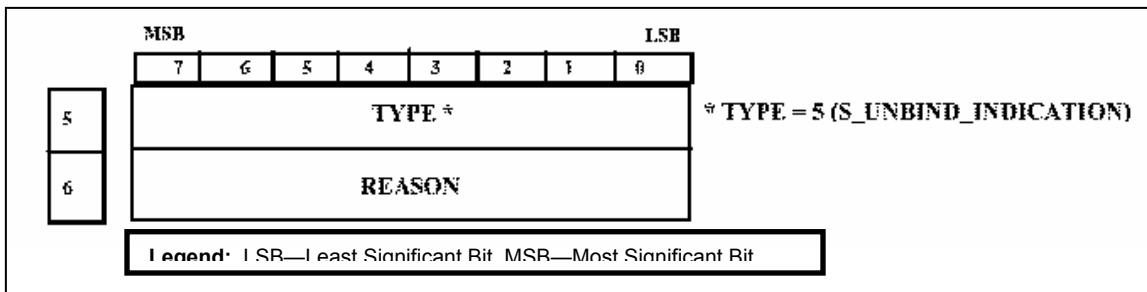 MSB LSB
7 6 5 4 3 2 1 0
5 TYPE * * TYPE = 5 (S_UNBIND_INDICATION)
6 REASON
Legend: LSB—Least Significant Bit, MSB—Most Significant Bit